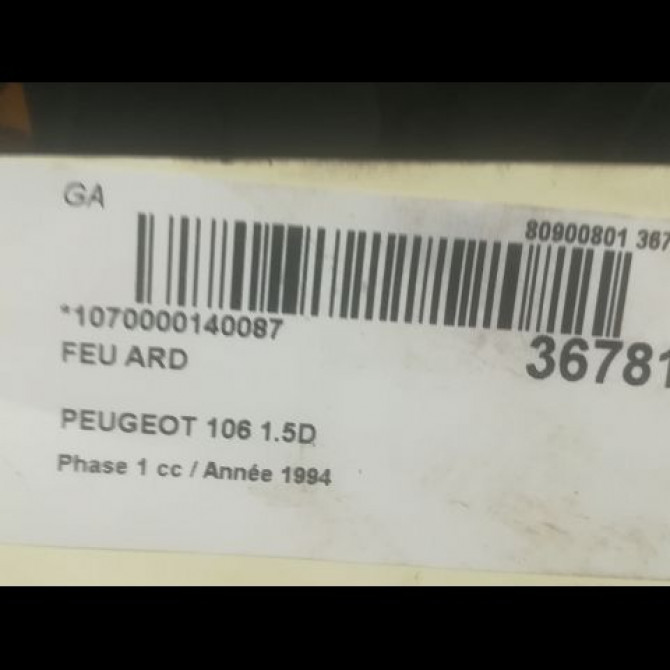 GA
80900801 367
*1070000140087
36781
FEU ARD
PEUGEOT 106 1.5D
Phase 1 cc / Année 1994